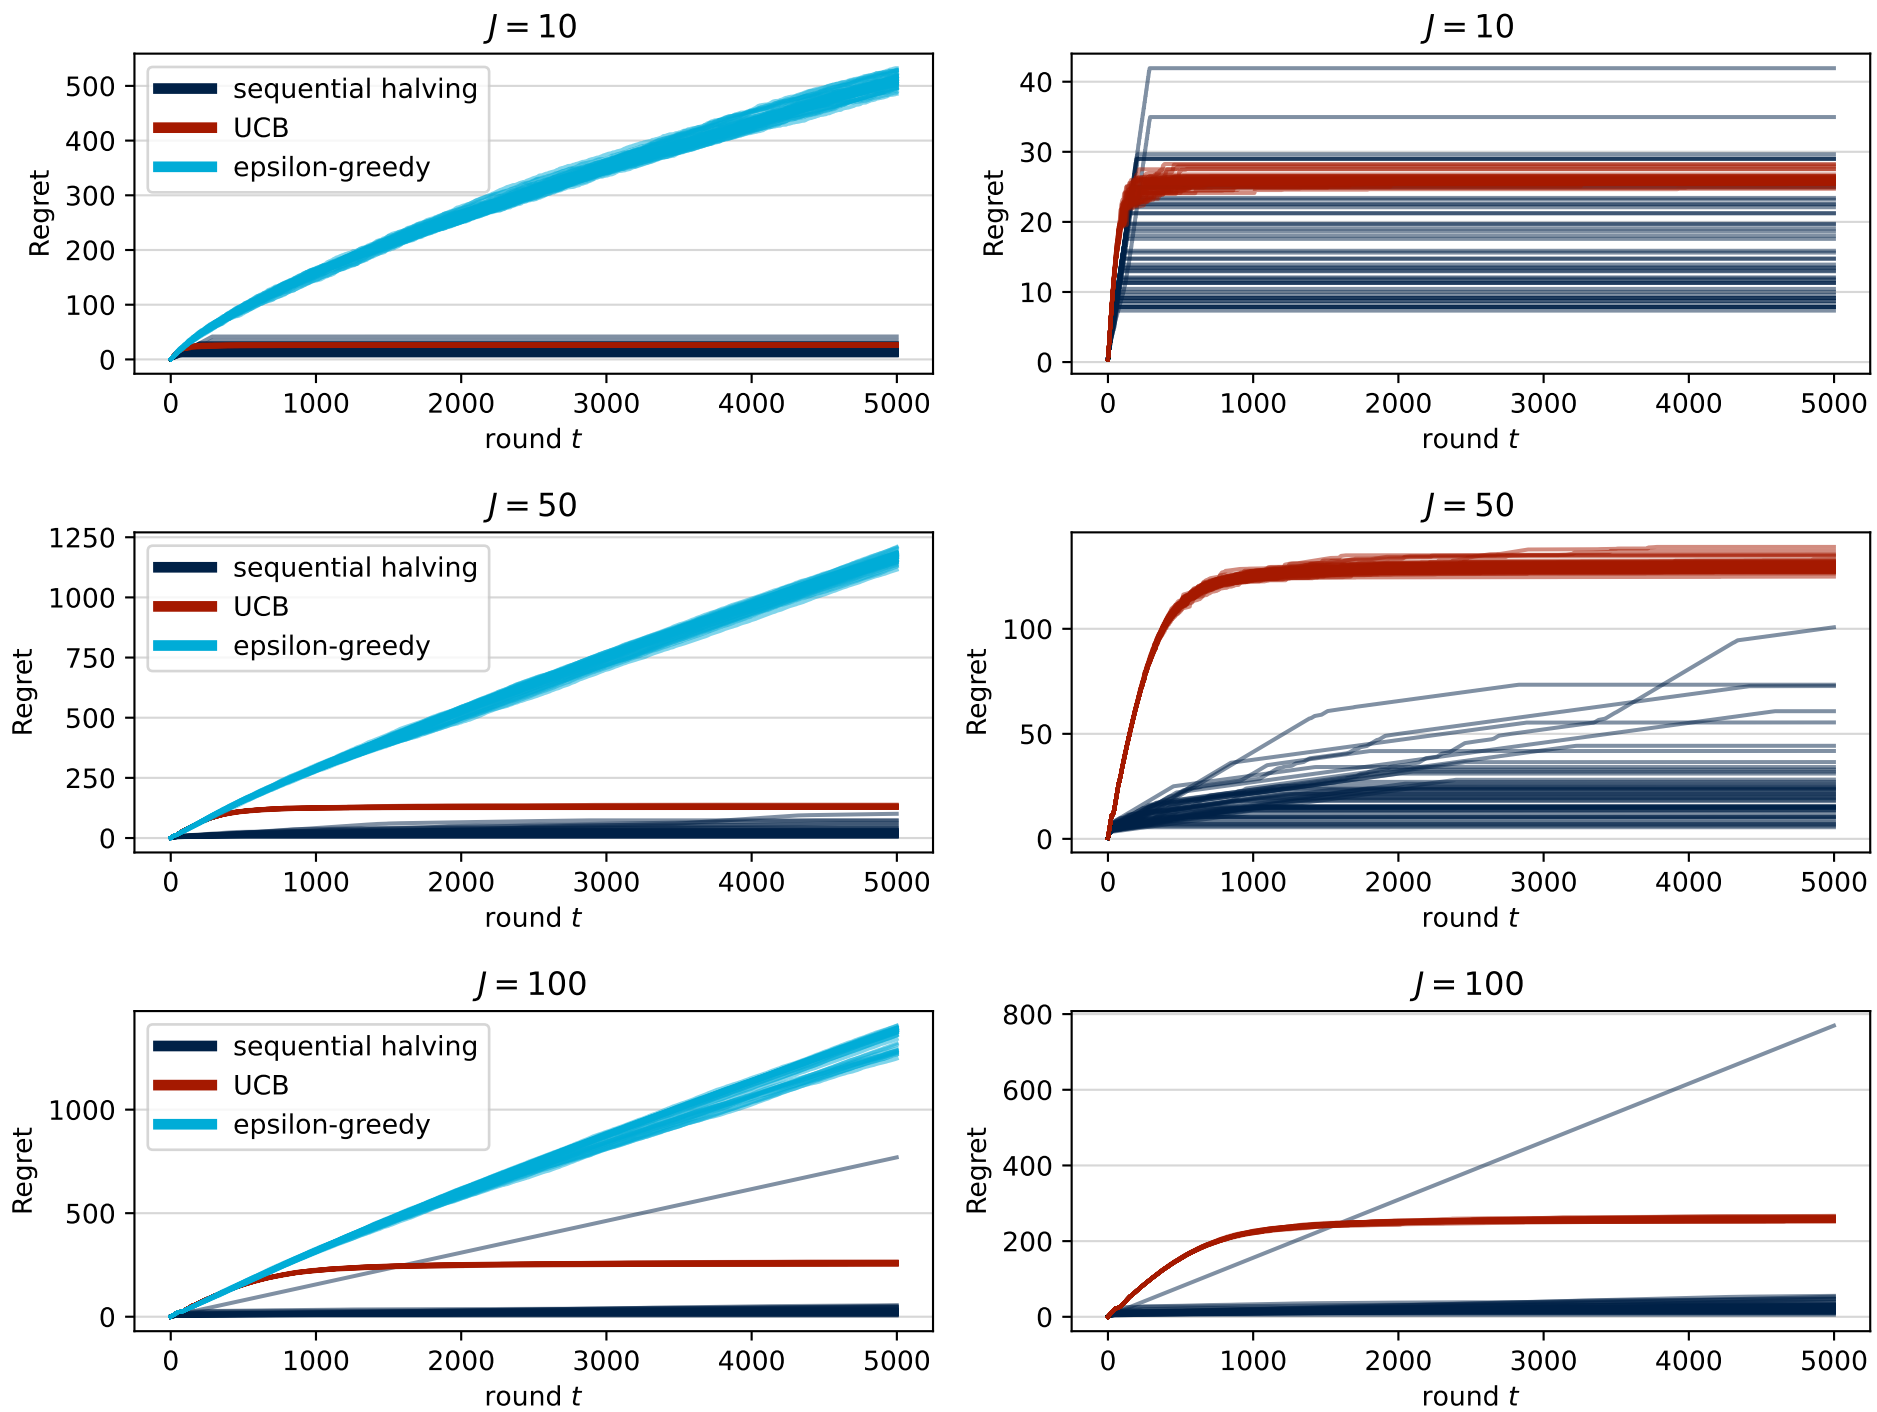 J = 10
500
400
300
200
100
0
Regret
sequential halving
UCB
epsilon-greedy
0 1000 2000 3000 4000 5000
round t
J = 10
40
30
20
10
0
Regret
0 1000 2000 3000 4000 5000
round t
J = 50
1250
1000
750
500
250
0
Regret
sequential halving
UCB
epsilon-greedy
0 1000 2000 3000 4000 5000
round t
J = 50
100
50
0
Regret
0 1000 2000 3000 4000 5000
round t
J = 100
1000
500
0
Regret
sequential halving
UCB
epsilon-greedy
0 1000 2000 3000 4000 5000
round t
J = 100
800
600
400
200
0
Regret
0 1000 2000 3000 4000 5000
round t